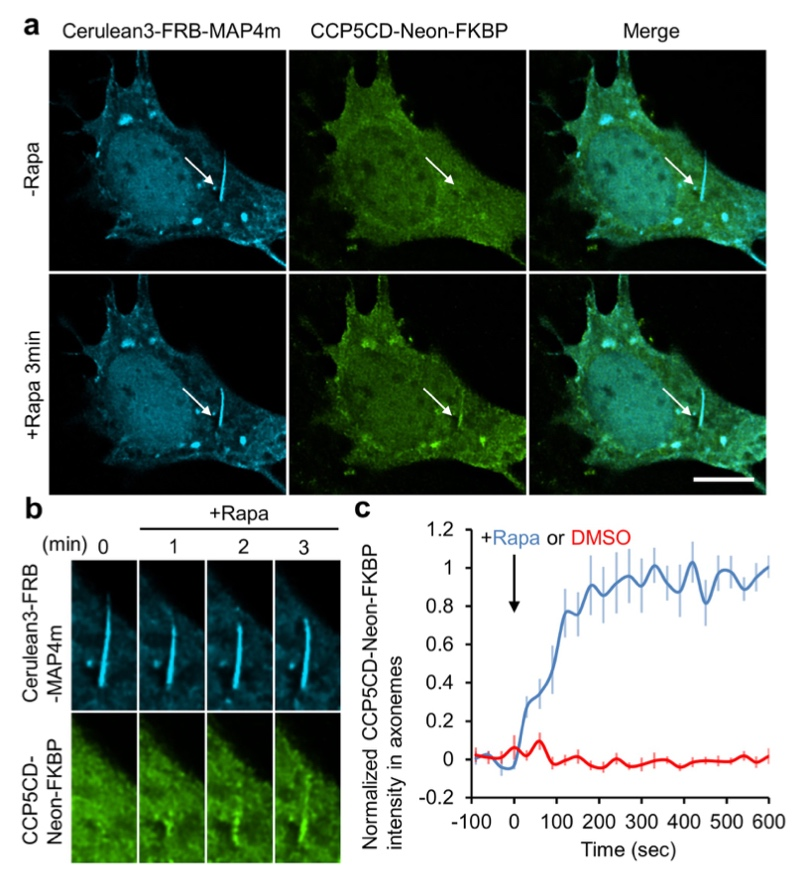 a
Cerulean3-FRB-MAP4m CCP5CD-Neon-FKBP Merge
-Rapa
+Rapa 3min
b
+Rapa
(min) 0 1 2 3
Cerulean3-FRB
-MAP4m
CCP5CD-
Neon-FKBP
c
Normalized CCP5CD-Neon-FKBP
intensity in axonemes
+Rapa or DMSO
1.2
1
0.8
0.6
0.4
0.2
0
-0.2
-100 0 100 200 300 400 500 600
Time (sec)